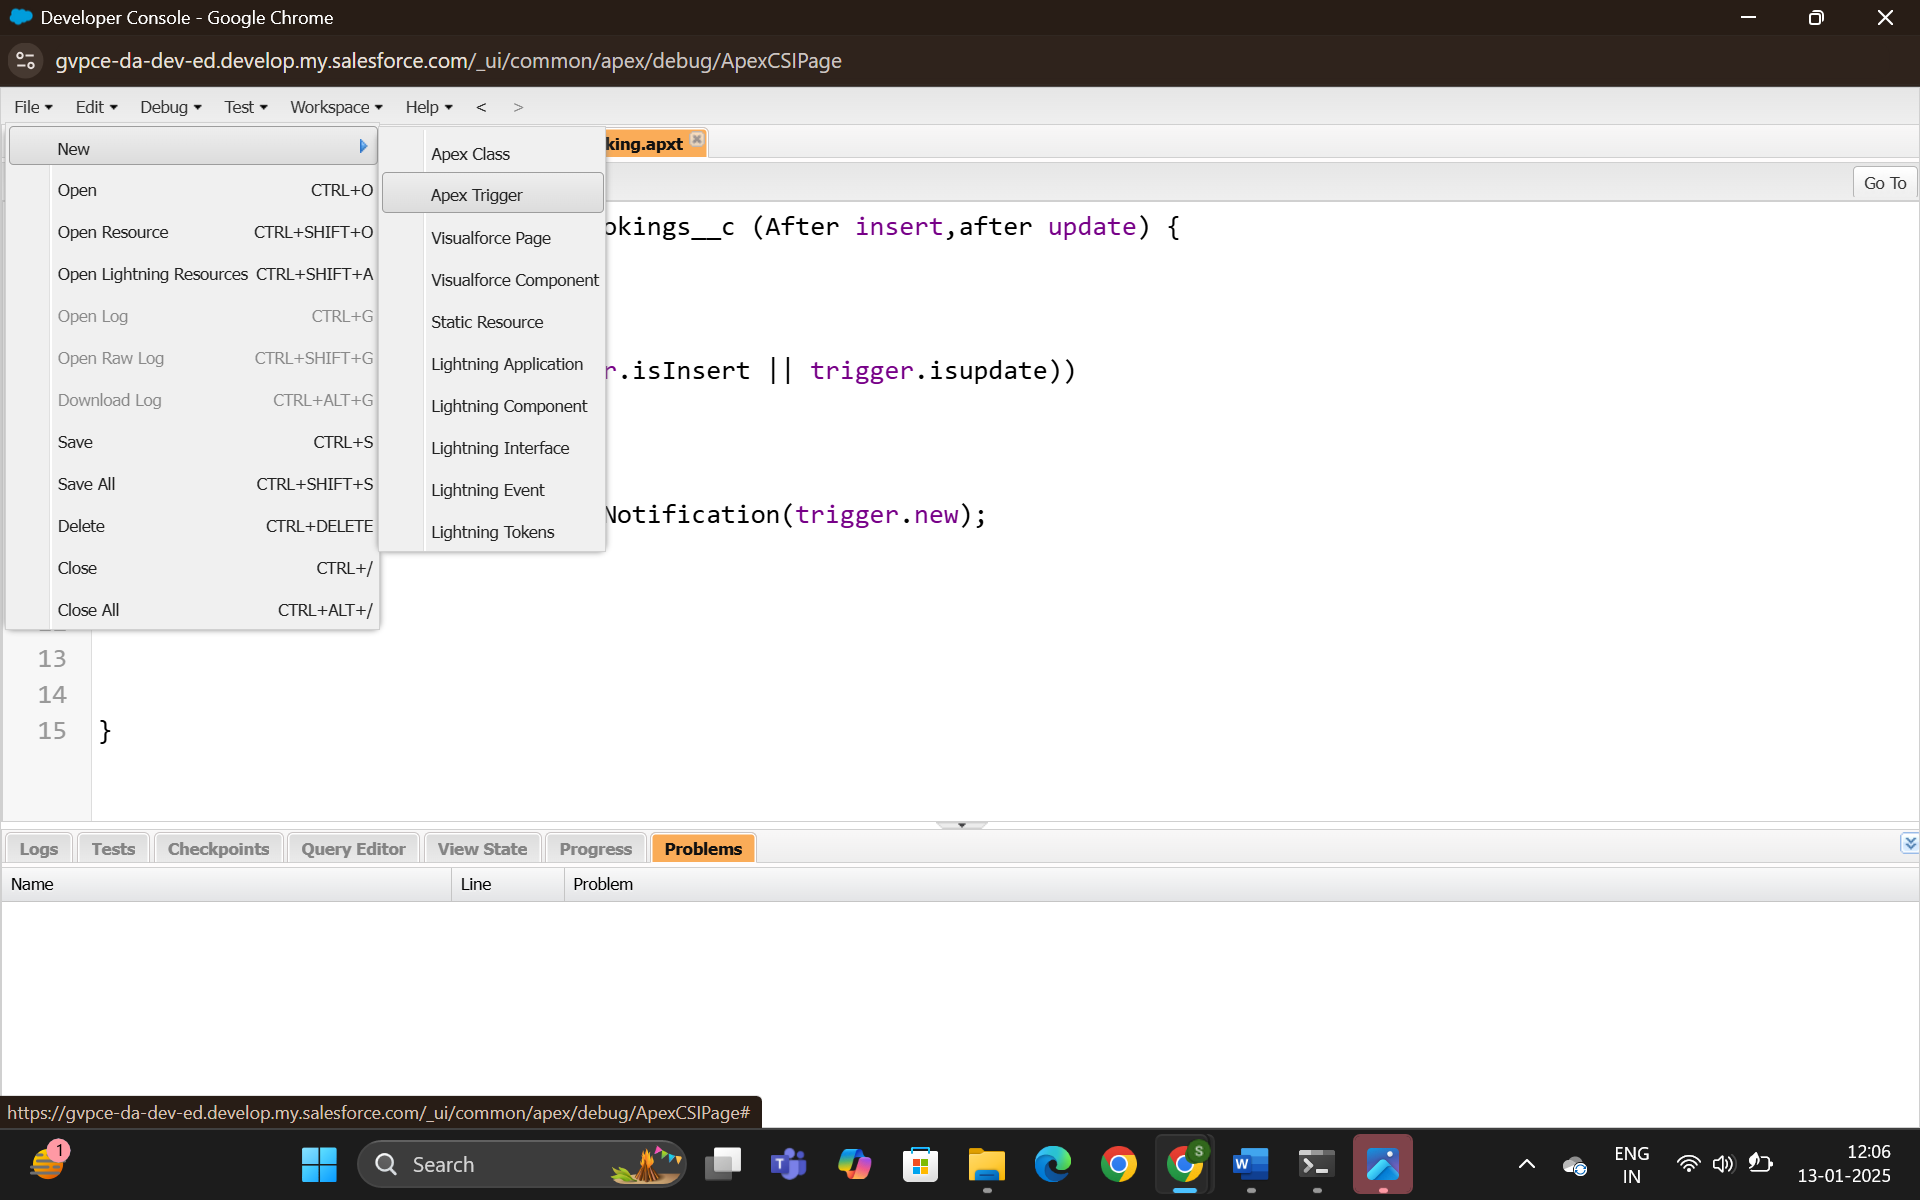 Developer Console - Google Chrome
gvpce-da-dev-ed.develop.my.salesforce.com/_ui/common/apex/debug/ApexCSIPage
File Edit Debug Test Workspace Help < >
New
Open CTRL+O
Open Resource CTRL+SHIFT+O
Open Lightning Resources CTRL+SHIFT+A
Open Log CTRL+G
Open Raw Log CTRL+SHIFT+G
Download Log CTRL+ALT+G
Save CTRL+S
Save All CTRL+SHIFT+S
Delete CTRL+DELETE
Close CTRL+/
Close All CTRL+ALT+/
Apex Class
Apex Trigger
Visualforce Page
Visualforce Component
Static Resource
Lightning Application
Lightning Component
Lightning Interface
Lightning Event
Lightning Tokens
king.apxt
Go To
okings__c (After insert,after update) {
r.isInsert || trigger.isupdate))
Notification(trigger.new);
13
14
15 }
Logs Tests Checkpoints Query Editor View State Progress Problems
Name Line Problem
https://gvpce-da-dev-ed.develop.my.salesforce.com/_ui/common/apex/debug/ApexCSIPage#
1
Search
S
ENG
IN
12:06
13-01-2025